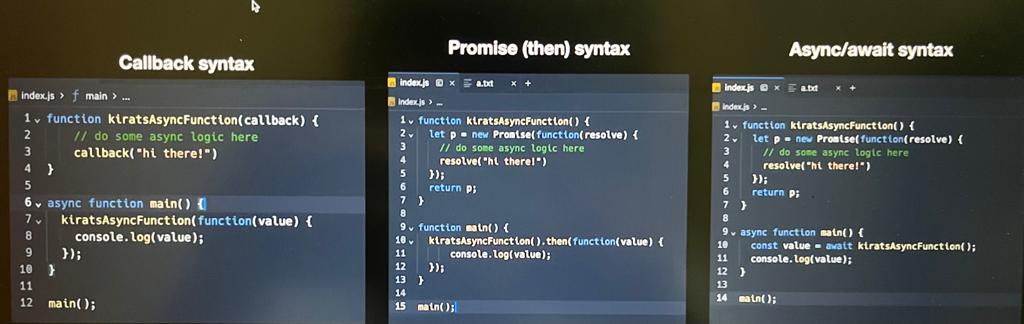 Callback syntax
index.js > f main > ...
1 function kiratsAsyncFunction(callback) {
2 // do some async logic here
3 callback("hi there!")
4 }
5
6 async function main() {
7 kiratsAsyncFunction(function(value) {
8 console.log(value);
9 });
10 }
11
12 main();
Promise (then) syntax
index.js × a.txt × +
index.js > ...
1 function kiratsAsyncFunction() {
2 let p = new Promise(function(resolve) {
3 // do some async logic here
4 resolve("hi there!")
5 });
6 return p;
7 }
8
9 function main() {
10 kiratsAsyncFunction().then(function(value) {
11 console.log(value);
12 });
13 }
14
15 main();
Async/await syntax
index.js × a.txt × +
index.js > ...
1 function kiratsAsyncFunction() {
2 let p = new Promise(function(resolve) {
3 // do some async logic here
4 resolve("hi there!")
5 });
6 return p;
7 }
8
9 async function main() {
10 const value = await kiratsAsyncFunction();
11 console.log(value);
12 }
13
14 main();